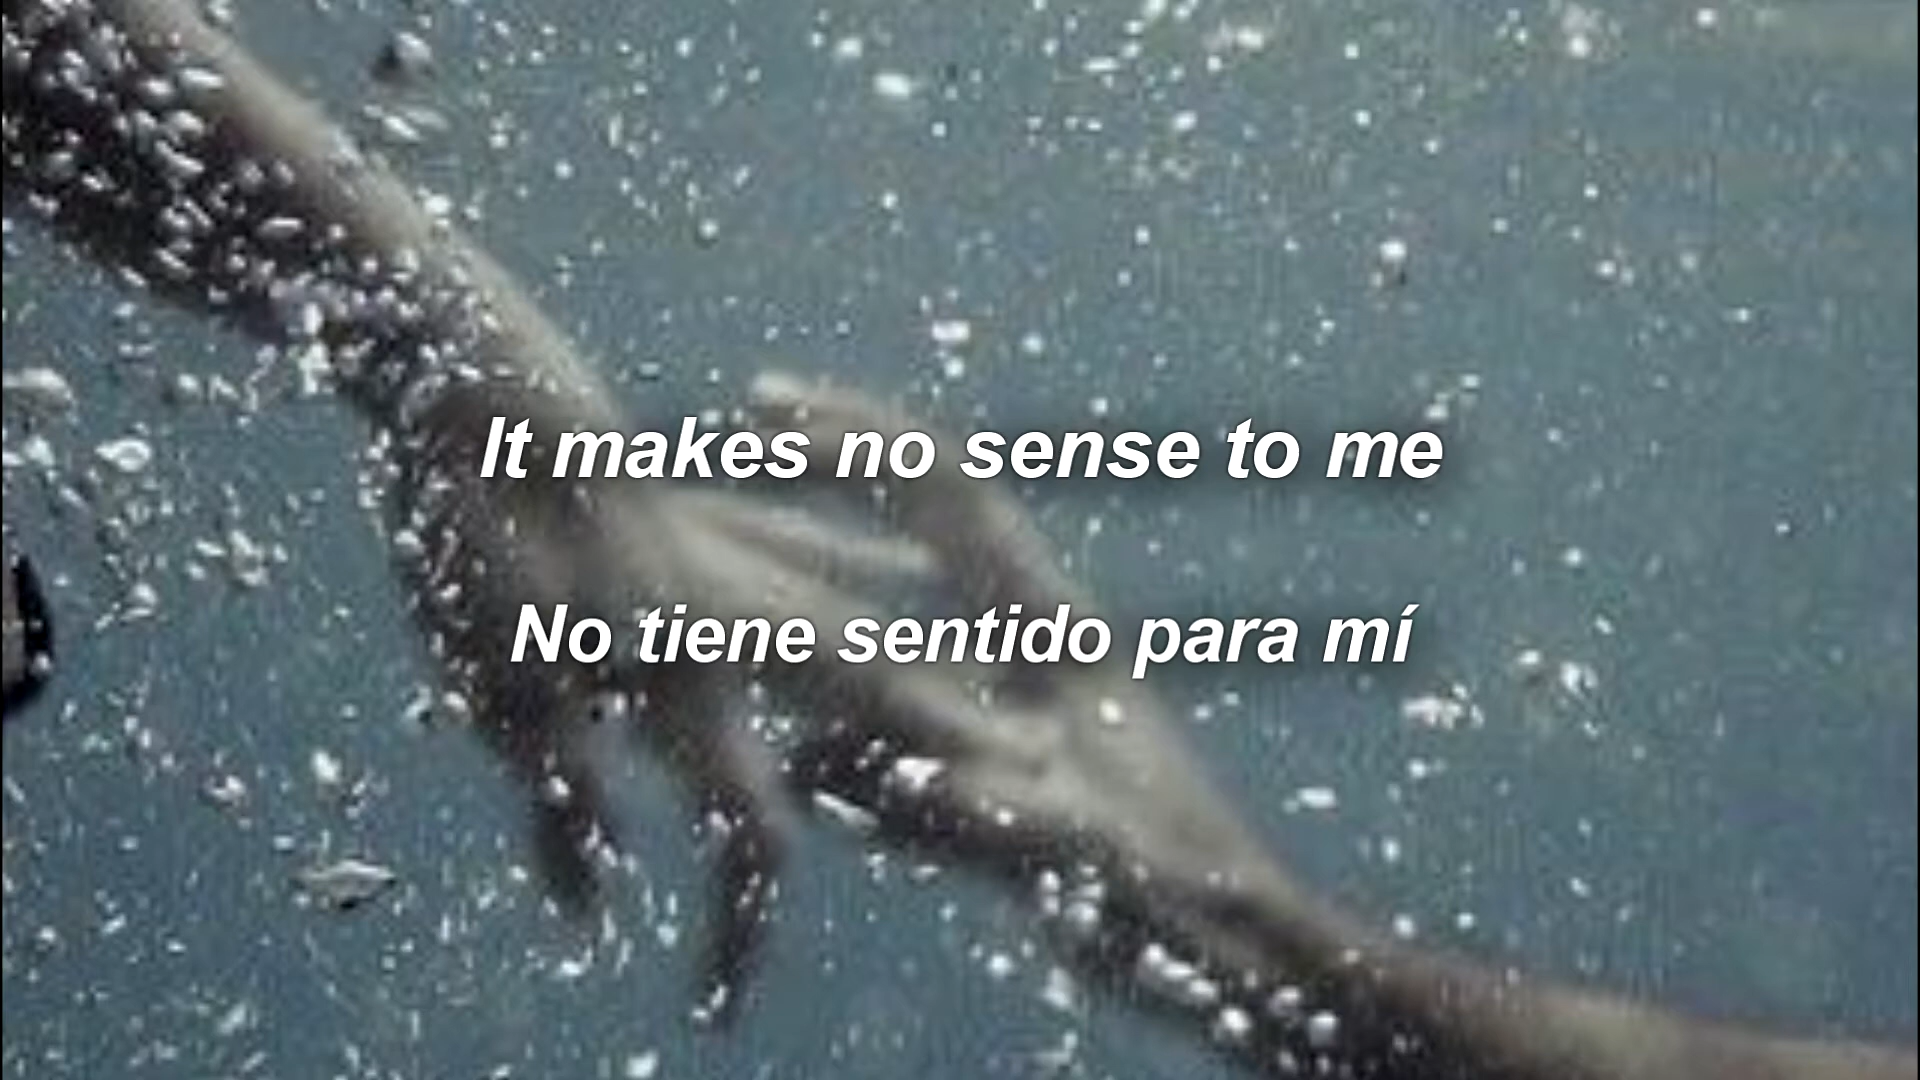 It makes no sense to me
No tiene sentido para mí